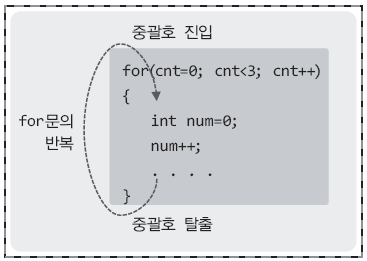 중괄호 진입
for(cnt=0; cnt<3; cnt++)
{
for문의
반복
int num=0;
num++;
. . . .
}
중괄호 탈출